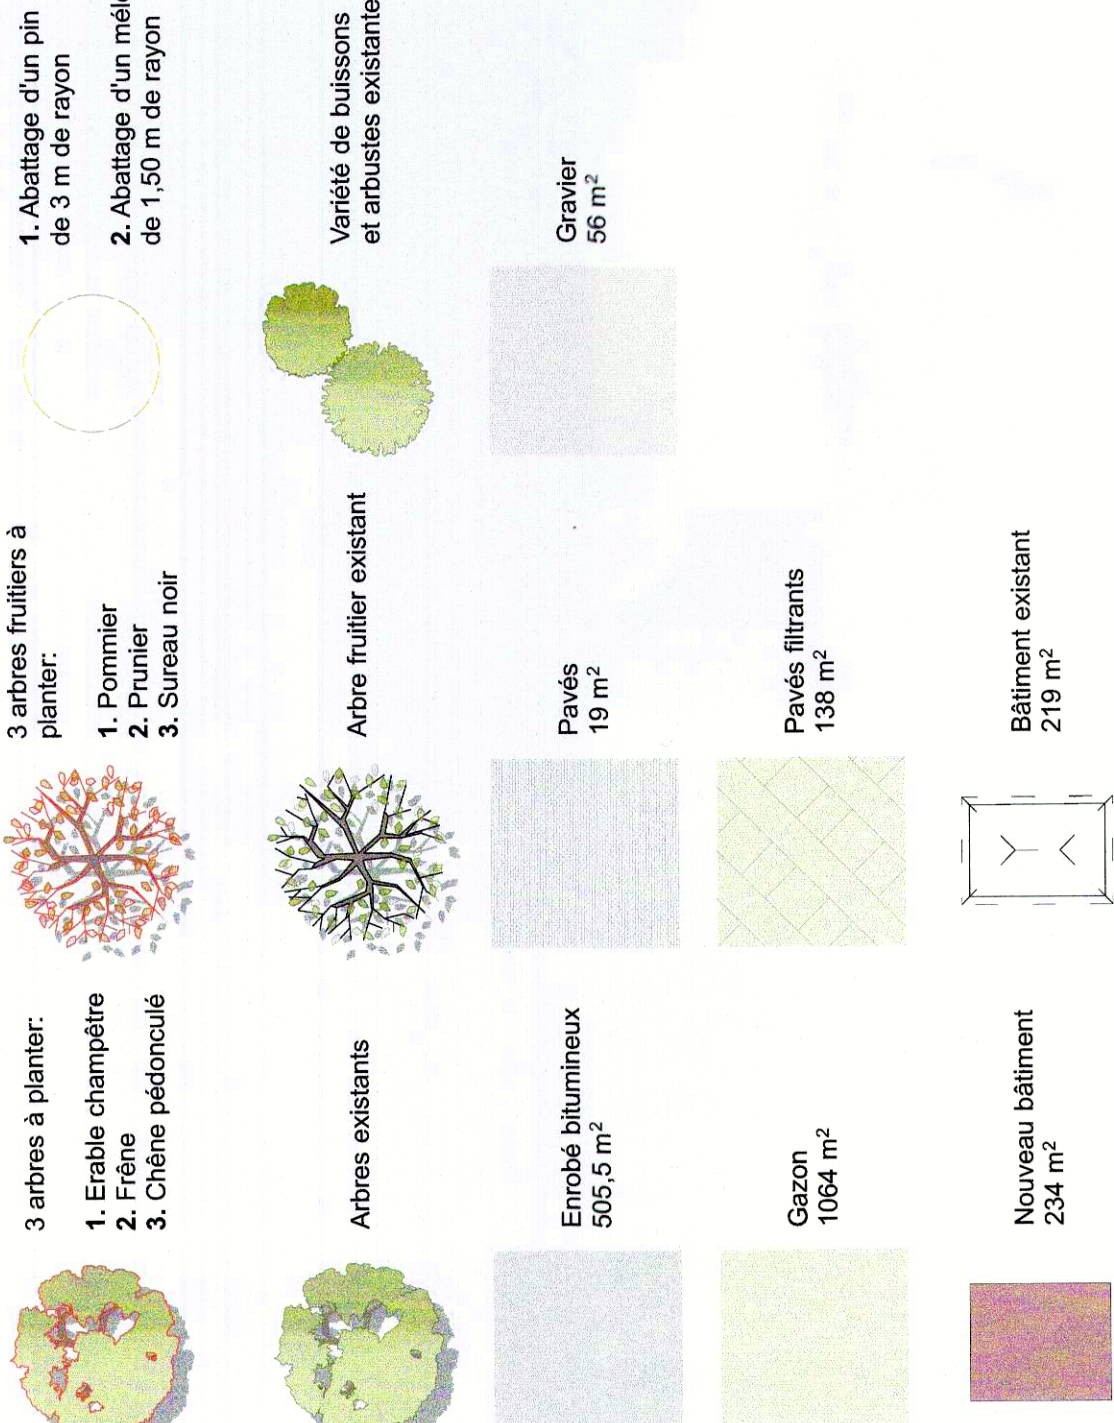 3 arbres à planter:
1. Erable champêtre
2. Frêne
3. Chêne pédonculé
3 arbres fruitiers à
planter:
1. Pommier
2. Prunier
3. Sureau noir
1. Abattage d'un pin
de 3 m de rayon
2. Abattage d'un
de 1,50 m de rayon
Arbres existants
Arbre fruitier existant
Variété de buissons
et arbustes
Enrobé bitumineux
505,5 m²
Pavés
19 m²
Gravier
56 m²
Gazon
1064 m²
Pavés filtrants
138 m²
Nouveau bâtiment
234 m²
Bâtiment existant
219 m²